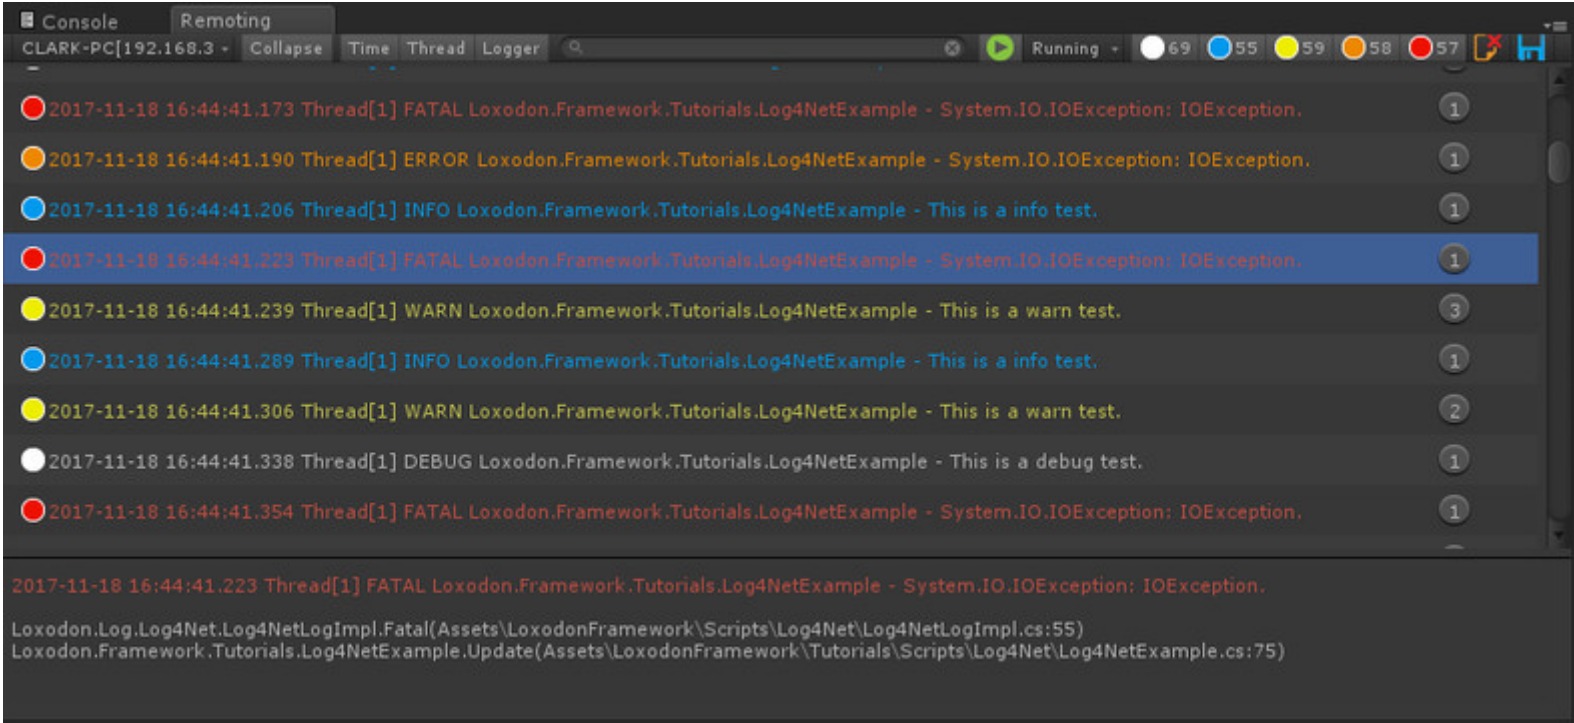 Console Remoting
CLARK-PC[192.168.3 Collapse Time Thread Logger Running 69 55 59 58 57
2017-11-18 16:44:41.173 Thread[1] FATAL Loxodon.Framework.Tutorials.Log4NetExample - System.IO.IOException: IOException. 1
2017-11-18 16:44:41.190 Thread[1] ERROR Loxodon.Framework.Tutorials.Log4NetExample - System.IO.IOException: IOException. 1
2017-11-18 16:44:41.206 Thread[1] INFO Loxodon.Framework.Tutorials.Log4NetExample - This is a info test. 1
2017-11-18 16:44:41.223 Thread[1] FATAL Loxodon.Framework.Tutorials.Log4NetExample - System.IO.IOException: IOException. 1
2017-11-18 16:44:41.239 Thread[1] WARN Loxodon.Framework.Tutorials.Log4NetExample - This is a warn test. 3
2017-11-18 16:44:41.289 Thread[1] INFO Loxodon.Framework.Tutorials.Log4NetExample - This is a info test. 1
2017-11-18 16:44:41.306 Thread[1] WARN Loxodon.Framework.Tutorials.Log4NetExample - This is a warn test. 2
2017-11-18 16:44:41.338 Thread[1] DEBUG Loxodon.Framework.Tutorials.Log4NetExample - This is a debug test. 1
2017-11-18 16:44:41.354 Thread[1] FATAL Loxodon.Framework.Tutorials.Log4NetExample - System.IO.IOException: IOException. 1
2017-11-18 16:44:41.223 Thread[1] FATAL Loxodon.Framework.Tutorials.Log4NetExample - System.IO.IOException: IOException.
Loxodon.Log.Log4Net.Log4NetLogImpl.Fatal(Assets\LoxodonFramework\Scripts\Log4Net\Log4NetLogImpl.cs:55)
Loxodon.Framework.Tutorials.Log4NetExample.Update(Assets\LoxodonFramework\Tutorials\Scripts\Log4Net\Log4NetExample.cs:75)